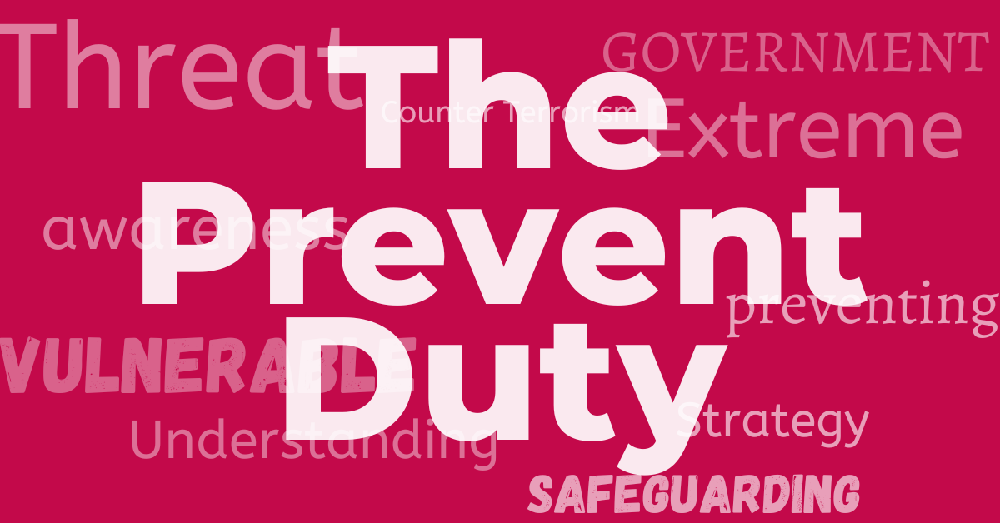 Threat
GOVERNMENT
The
Counter Terrorism
Extreme
awareness
Prevent
preventing
VULNERABLE
Duty
Strategy
Understanding
SAFEGUARDING